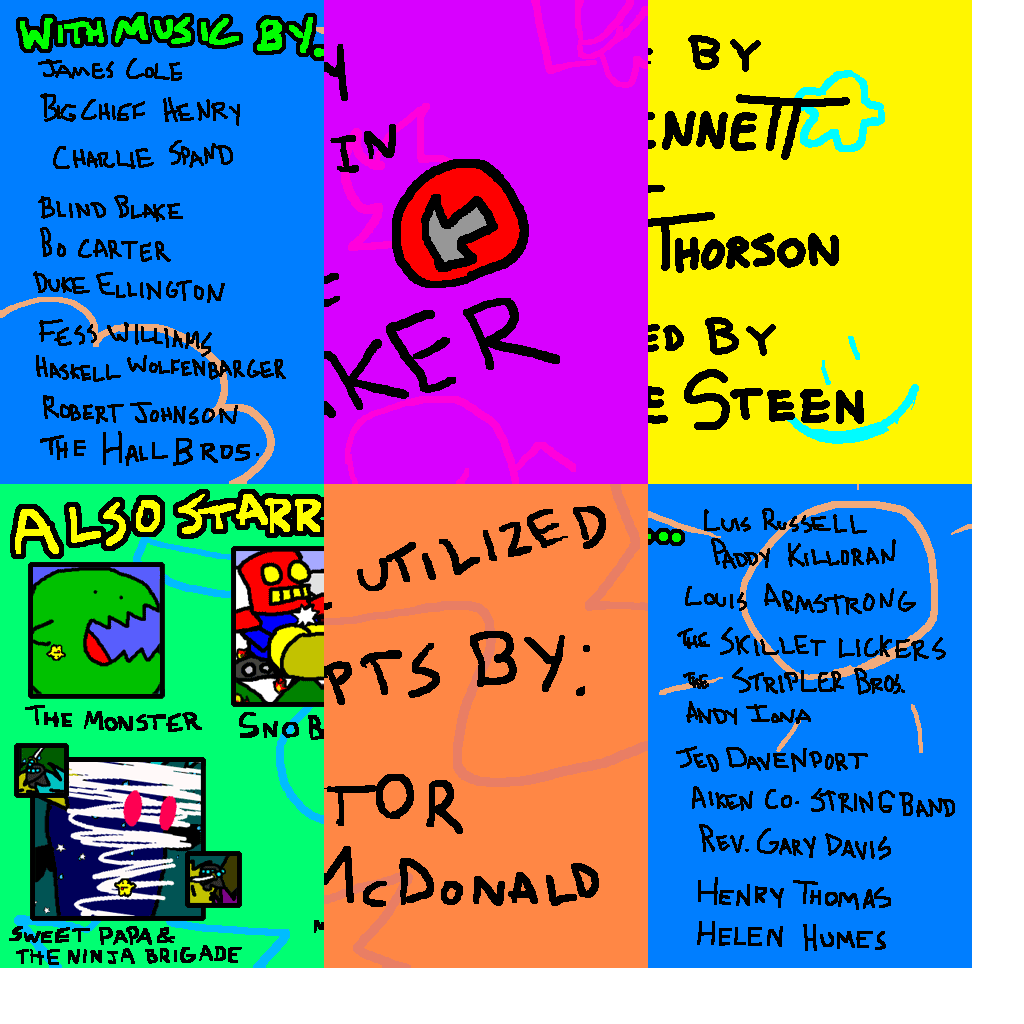 WITH MUSIC BY.
JAMES COLE
BIG CHIEF HENRY
CHARLIE SPAND
BLIND BLAKE
BO CARTER
DUKE ELLINGTON
FESS WILLIAMS
HASKELL WOLFENBARGER
ROBERT JOHNSON
THE HALL BROS.
Y
IN
E
KER
E BY
ENNETT
T
THORSON
ED BY
E STEEN
ALSO STARR
THE MONSTER
SNO B
SWEET PAPA &
THE NINJA BRIGADE
UTILIZED
PTS BY:
TOR
MCDONALD
...
LUIS RUSSELL
PADDY KILLORAN
LOUIS ARMSTRONG
THE SKILLET LICKERS
THE STRIPLER BROS.
ANDY IONA
JED DAVENPORT
AIKEN CO. STRING BAND
REV. GARY DAVIS
HENRY THOMAS
HELEN HUMES